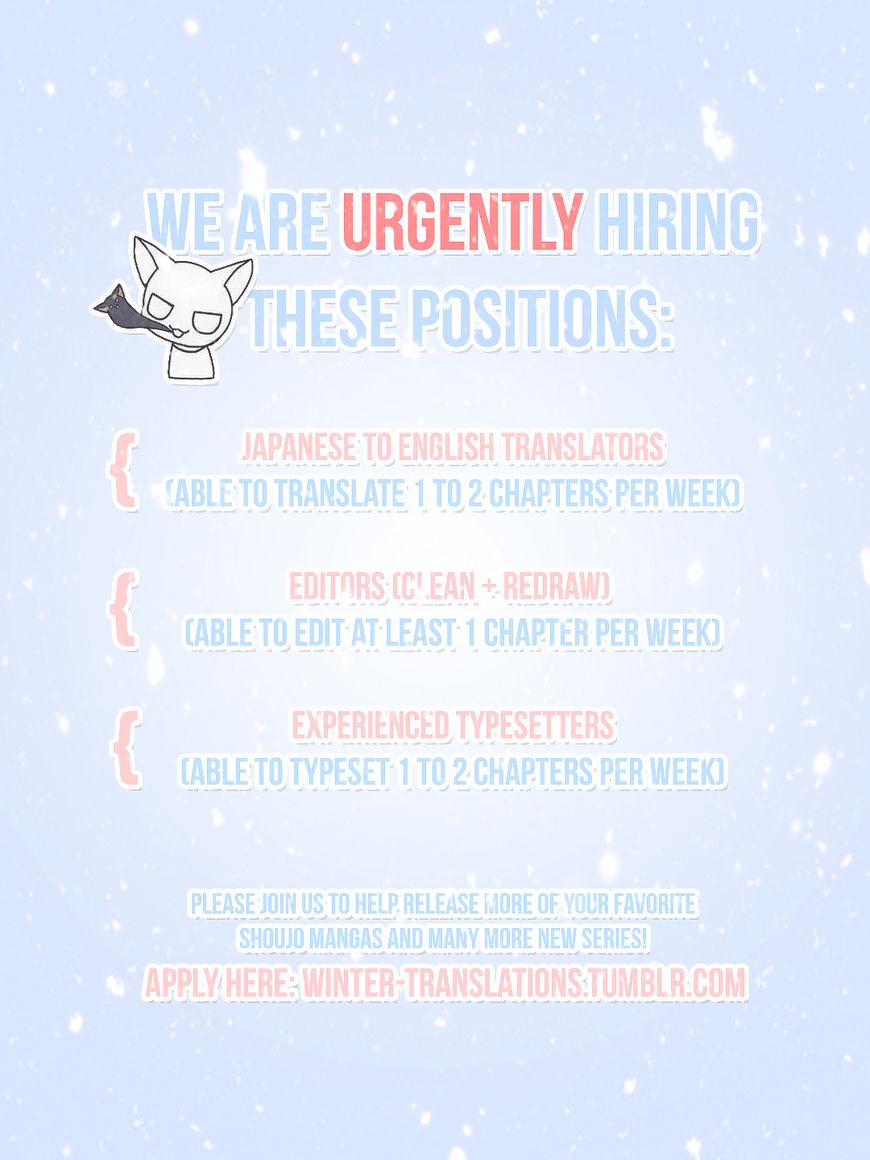 WE ARE URGENTLY HIRING
THESE POSITIONS:
{ JAPANESE TO ENGLISH TRANSLATORS
(ABLE TO TRANSLATE 1 TO 2 CHAPTERS PER WEEK)
{ EDITORS (CLEAN + REDRAW)
(ABLE TO EDIT AT LEAST 1 CHAPTER PER WEEK)
{ EXPERIENCED TYPESETTERS
(ABLE TO TYPESET 1 TO 2 CHAPTERS PER WEEK)
PLEASE JOIN US TO HELP RELEASE MORE OF YOUR FAVORITE
SHOUJO MANGAS AND MANY MORE NEW SERIES!
APPLY HERE: WINTER-TRANSLATIONS.TUMBLR.COM